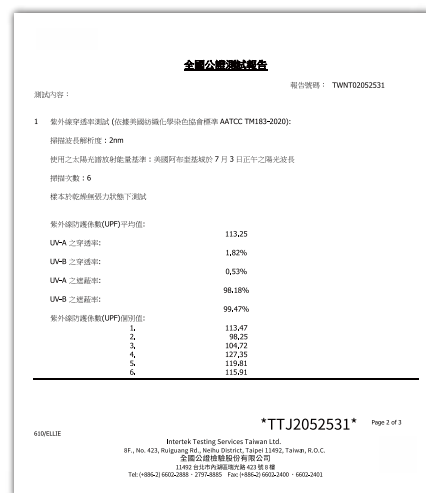 全國公證測試報告
報告號碼： TWNT02052531
測試內容：
1 紫外線穿透率測試 (依據美國紡織化學染色協會標準 AATCC TM183-2020):
掃描波長解析度：2nm
使用之太陽光譜放射能量基準：美國阿布奎基城於 7 月 3 日正午之陽光波長
掃描次數：6
樣本於乾燥無張力狀態下測試
紫外線防護係數(UPF)平均值:
113.25
UV-A 之穿透率:
1.82%
UV-B 之穿透率:
0.53%
UV-A 之遮蔽率:
98.18%
UV-B 之遮蔽率:
99.47%
紫外線防護係數(UPF)個別值:
1. 113.47
2. 98.25
3. 104.72
4. 127.35
5. 119.81
6. 115.91
*TTJ2052531* Page 2 of 3
610/ELLIE
Intertek Testing Services Taiwan Ltd.
8F., No. 423, Ruiguang Rd., Neihu District, Taipei 11492, Taiwan, R.O.C.
全國公證檢驗股份有限公司
11492 台北市內湖區瑞光路 423 號 8 樓
Tel: (+886-2) 6602-2888 · 2797-8885 Fax: (+886-2) 6602-2400 · 6602-2401